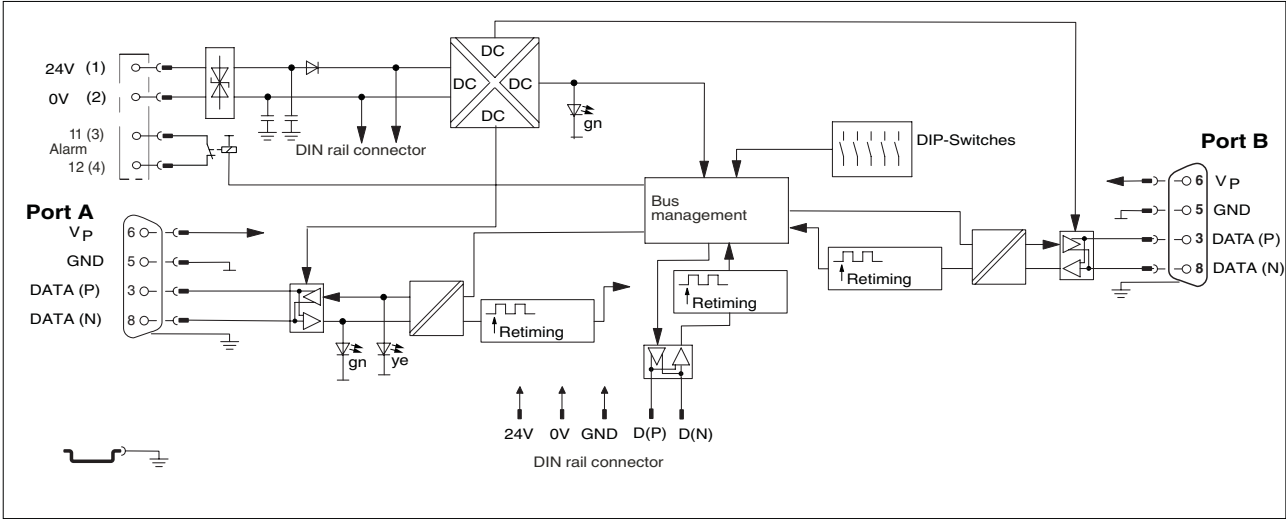 24V (1)
0V (2)
11 (3)
Alarm
12 (4)
DC
DC DC
DC
gn
DIN rail connector
DIP-Switches
Bus
management
Port A
VP
GND
DATA (P)
DATA (N)
6
5
3
8
gn
ye
Retiming
Retiming
Retiming
Port B
6 VP
5 GND
3 DATA (P)
8 DATA (N)
24V 0V GND D(P) D(N)
DIN rail connector